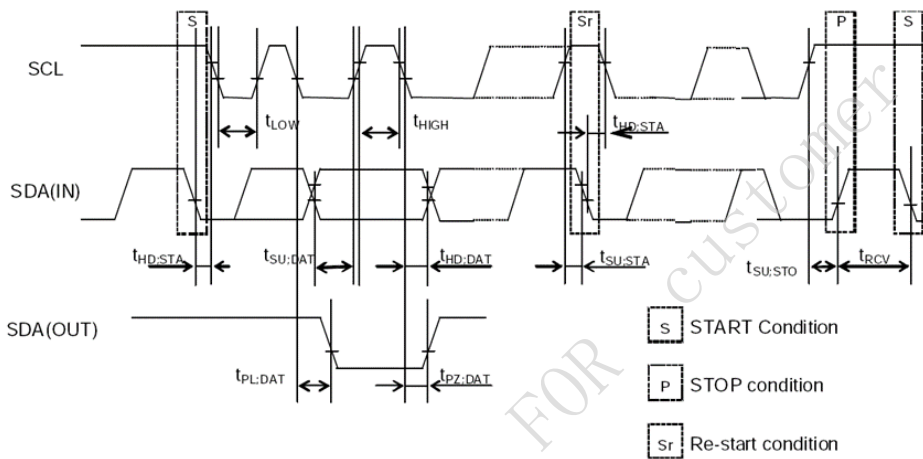 S Sr P S
SCL
tLOW tHIGH tHD;STA
SDA(IN)
tHD;STA tSU;DAT tHD;DAT tSU;STA tSU;STO tRCV
SDA(OUT)
tPL;DAT tPZ;DAT
S START Condition
P STOP condition
Sr Re-start condition
FOR customer